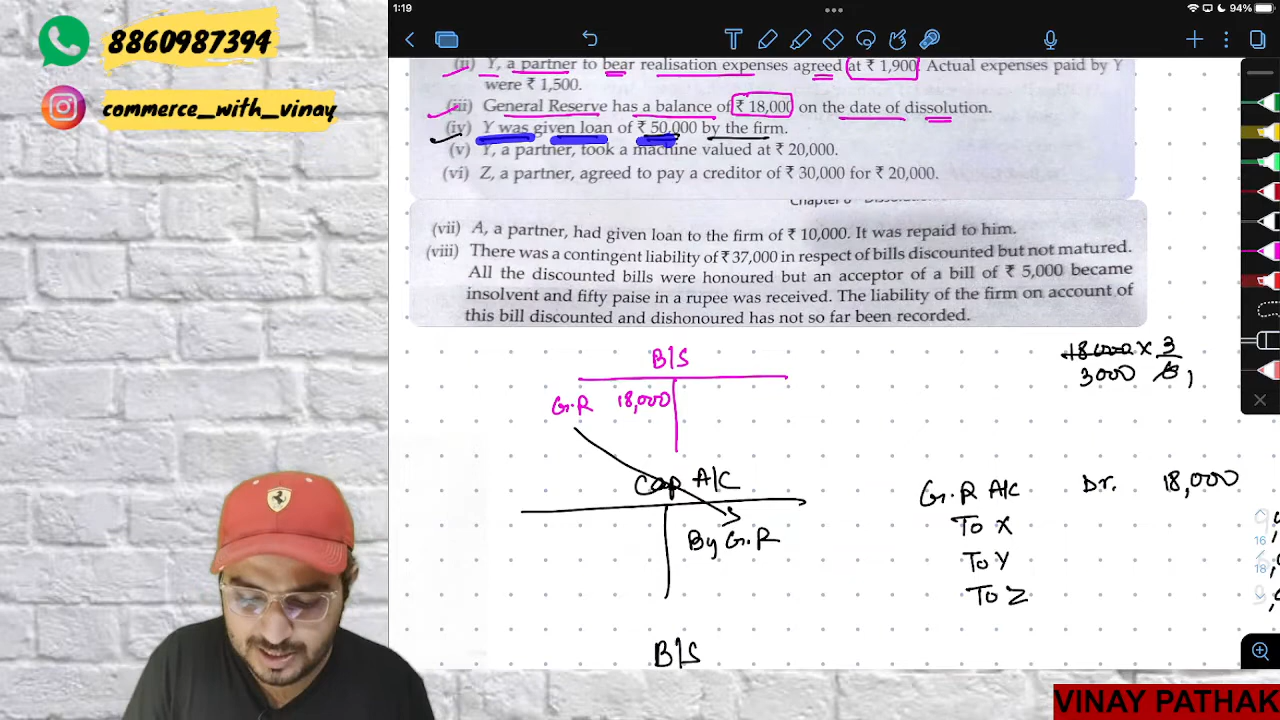 8860987394
commerce_with_vinay
1:19
94%
(ii) Y, a partner to bear realisation expenses agreed at ₹ 1,900. Actual expenses paid by Y
were ₹ 1,500.
(iii) General Reserve has a balance of ₹ 18,000 on the date of dissolution.
(iv) Y was given loan of ₹ 50,000 by the firm.
(v) Y, a partner, took a machine valued at ₹ 20,000.
(vi) Z, a partner, agreed to pay a creditor of ₹ 30,000 for ₹ 20,000.
(vii) A, a partner, had given loan to the firm of ₹ 10,000. It was repaid to him.
(viii) There was a contingent liability of ₹ 37,000 in respect of bills discounted but not matured.
All the discounted bills were honoured but an acceptor of a bill of ₹ 5,000 became
insolvent and fifty paise in a rupee was received. The liability of the firm on account of
this bill discounted and dishonoured has not so far been recorded.
B/S
18000 x 3
3000 6,
G.R 18,000
Cap A/C
By G.R
G.R A/C Dr. 18,000
To X
To Y
To Z
B/S
VINAY PATHAK